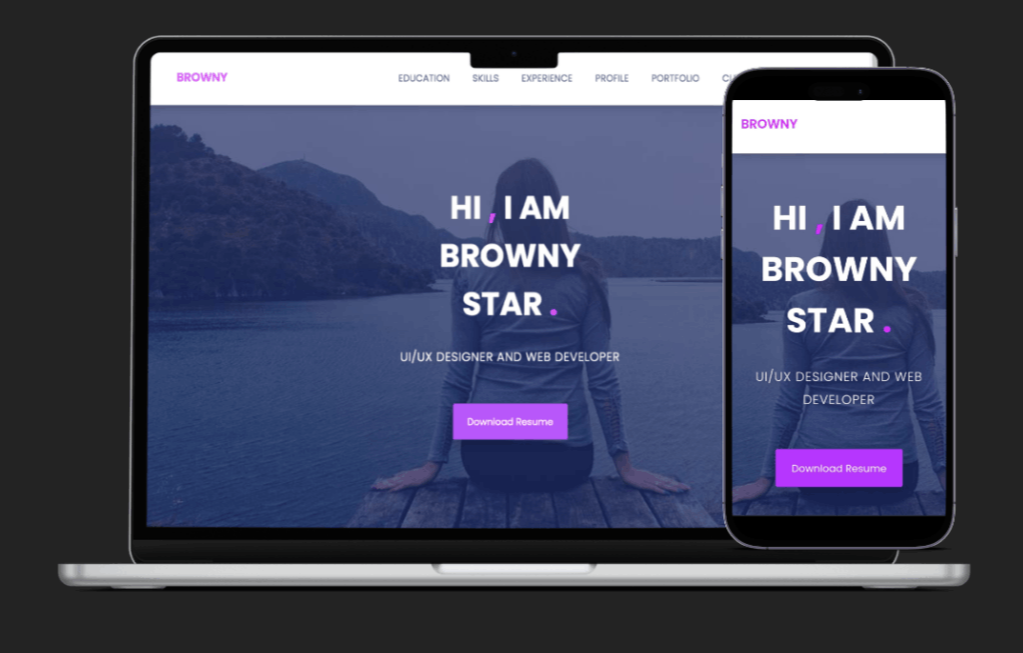 BROWNY
EDUCATION SKILLS EXPERIENCE PROFILE PORTFOLIO
HI , I AM
BROWNY
STAR .
UI/UX DESIGNER AND WEB DEVELOPER
Download Resume
BROWNY
HI , I AM
BROWNY
STAR .
UI/UX DESIGNER AND WEB
DEVELOPER
Download Resume